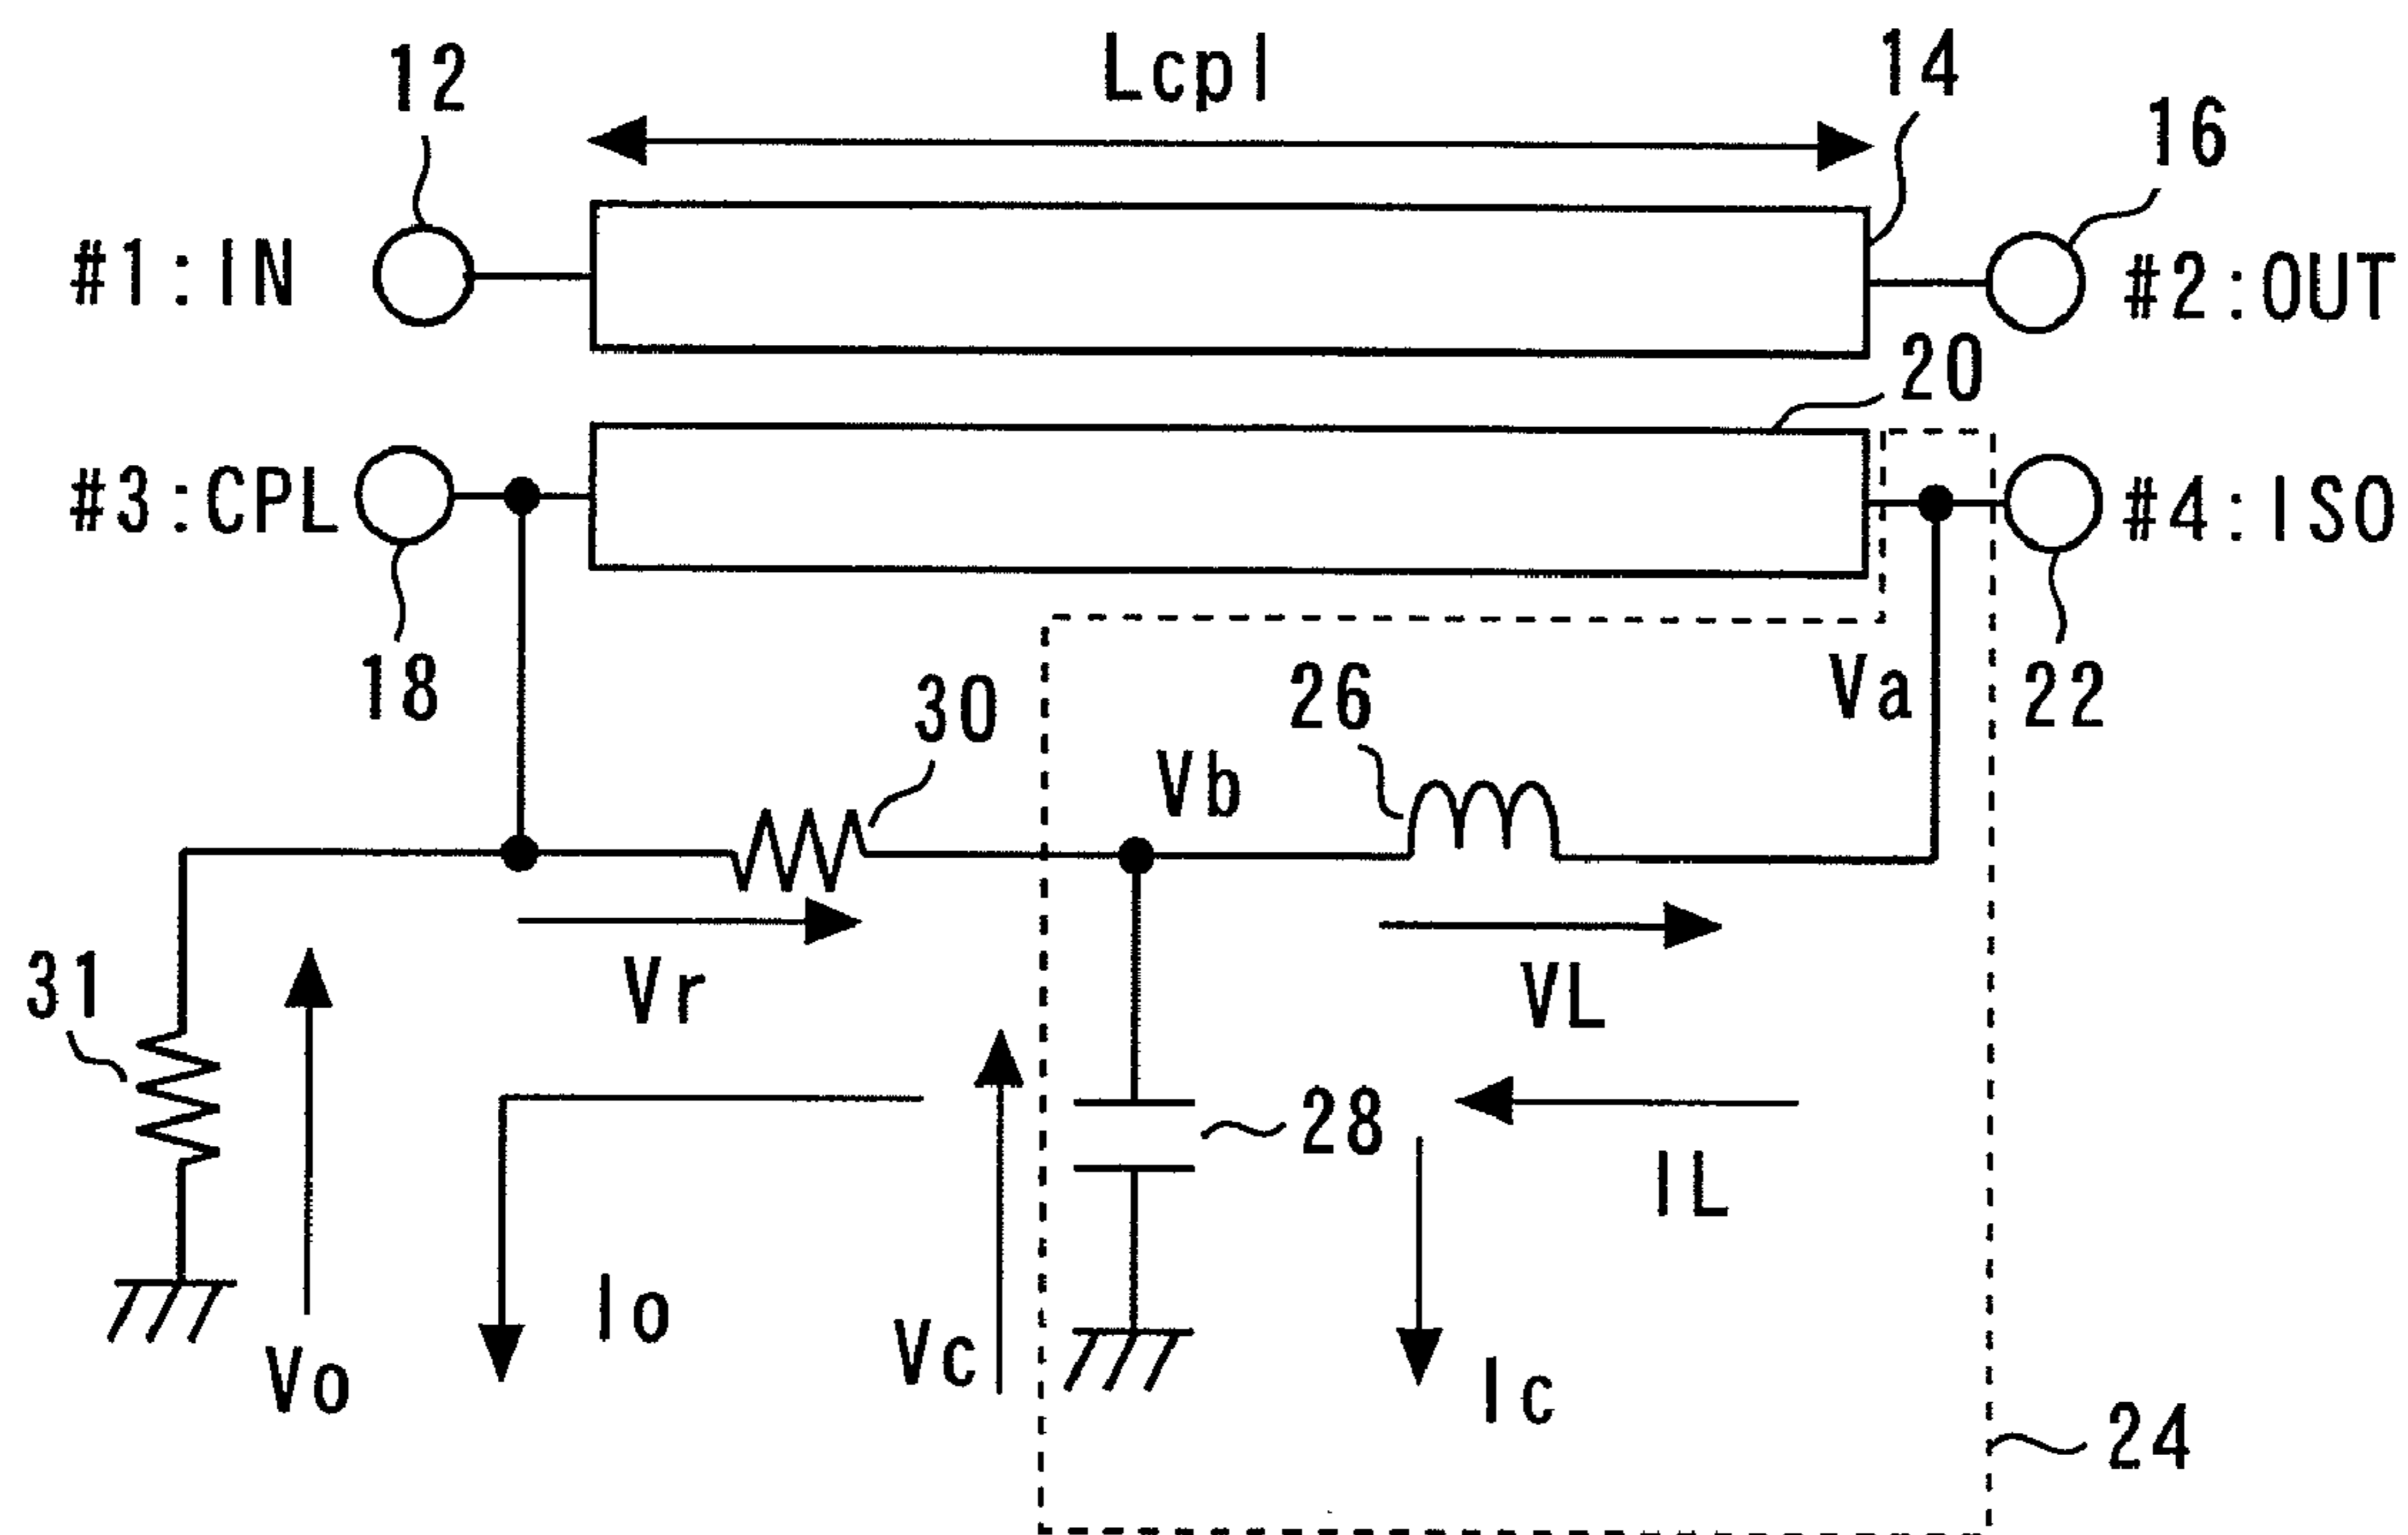 12
Lcpl
14
16
#1:IN
#2:OUT
20
#3:CPL
#4:ISO
18
30
26
Va
22
Vb
31
Vr
VL
28
IL
Io
Vc
Ic
Vo
24